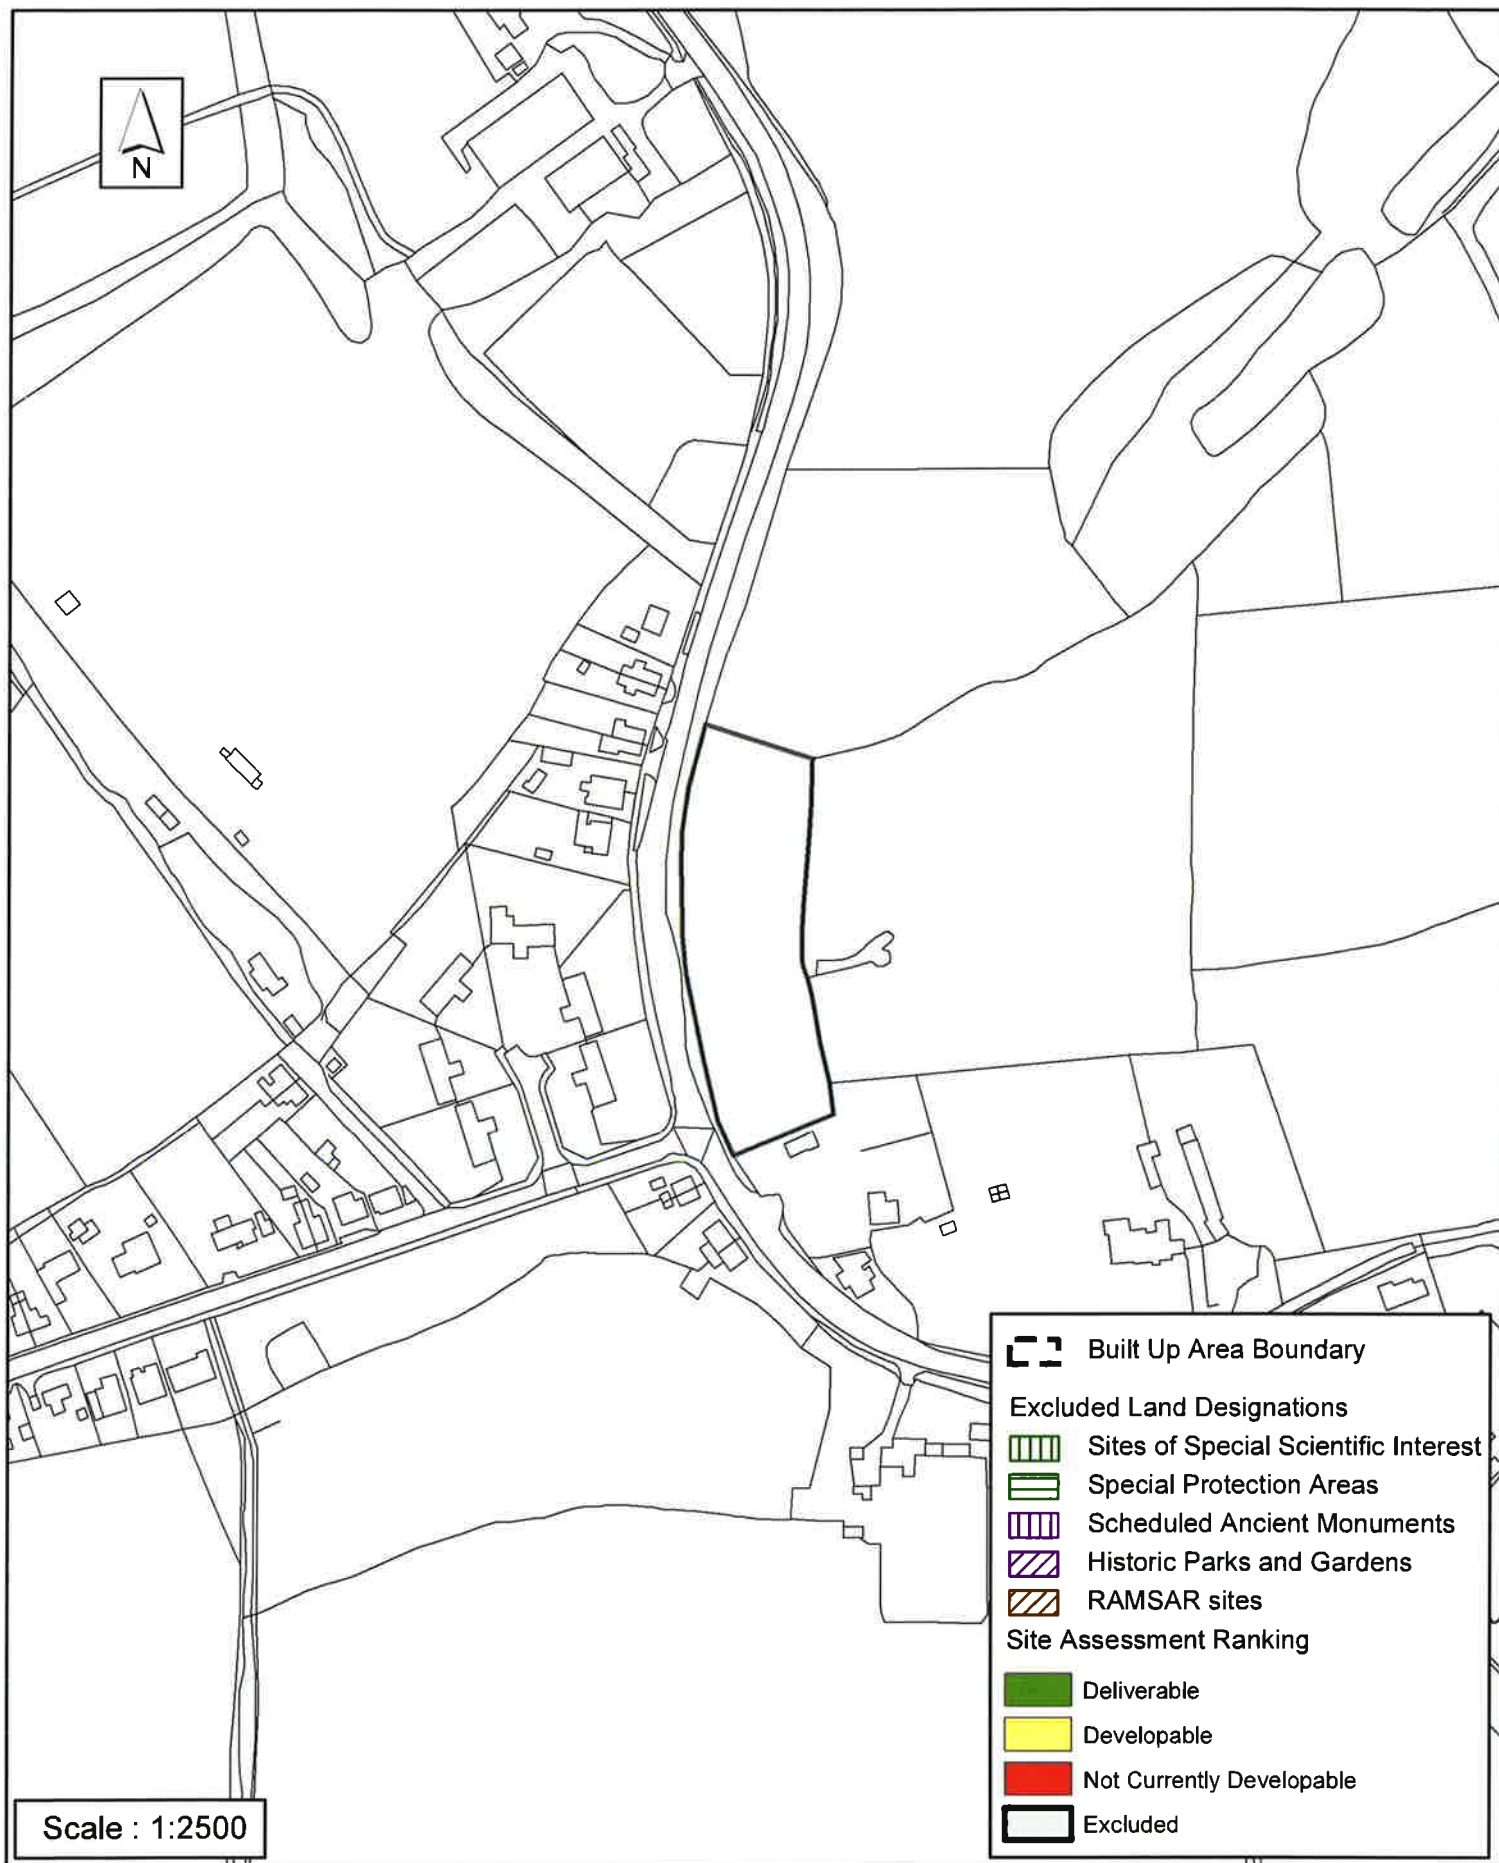 N
Built Up Area Boundary
Excluded Land Designations
Sites of Special Scientific Interest
Special Protection Areas
Scheduled Ancient Monuments
Historic Parks and Gardens
RAMSAR sites
Site Assessment Ranking
Deliverable
Developable
Not Currently Developable
Excluded
Scale : 1:2500